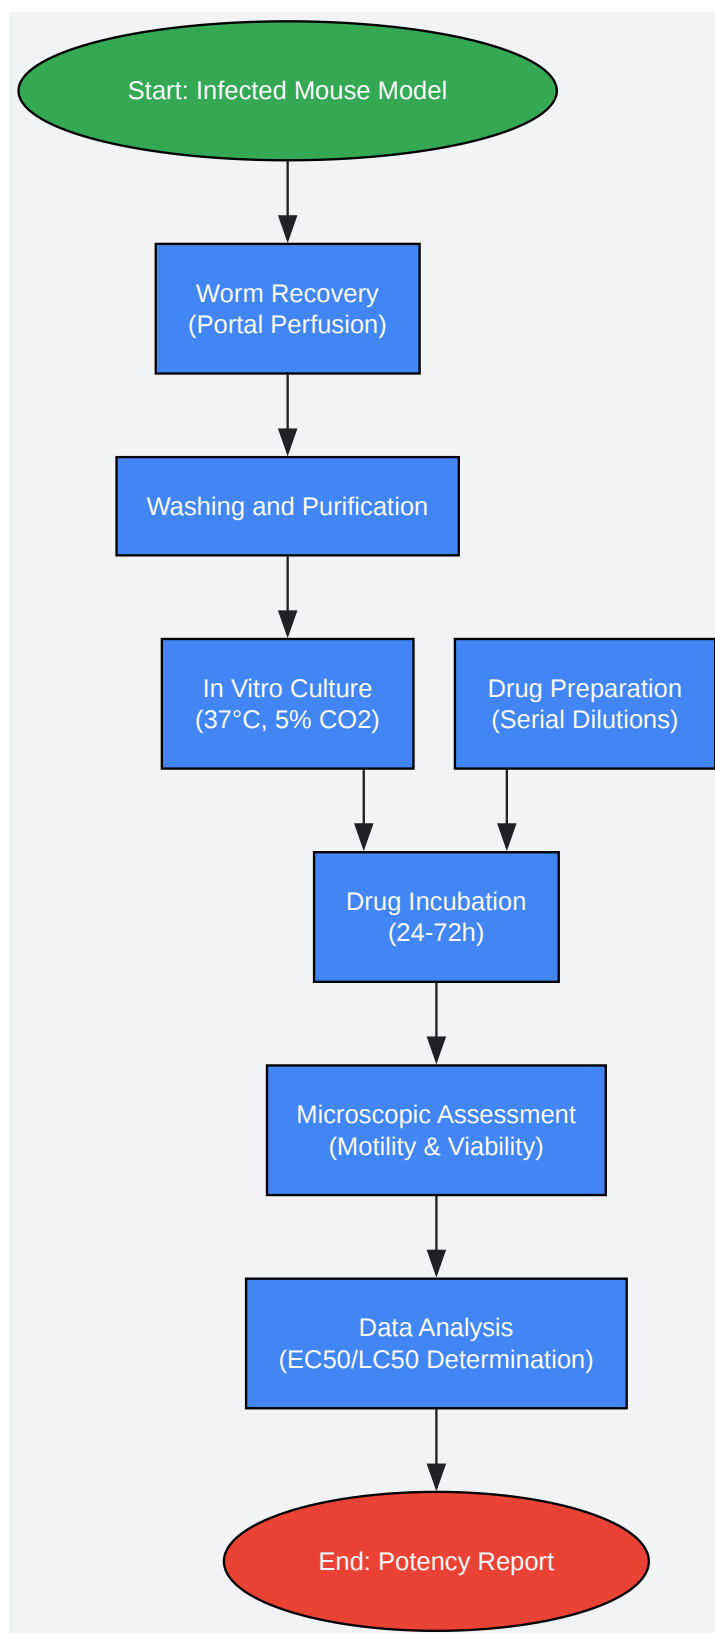 Start: Infected Mouse Model
Worm Recovery
(Portal Perfusion)
Washing and Purification
In Vitro Culture
(37°C, 5% CO2)
Drug Preparation
(Serial Dilutions)
Drug Incubation
(24-72h)
Microscopic Assessment
(Motility & Viability)
Data Analysis
(EC50/LC50 Determination)
End: Potency Report